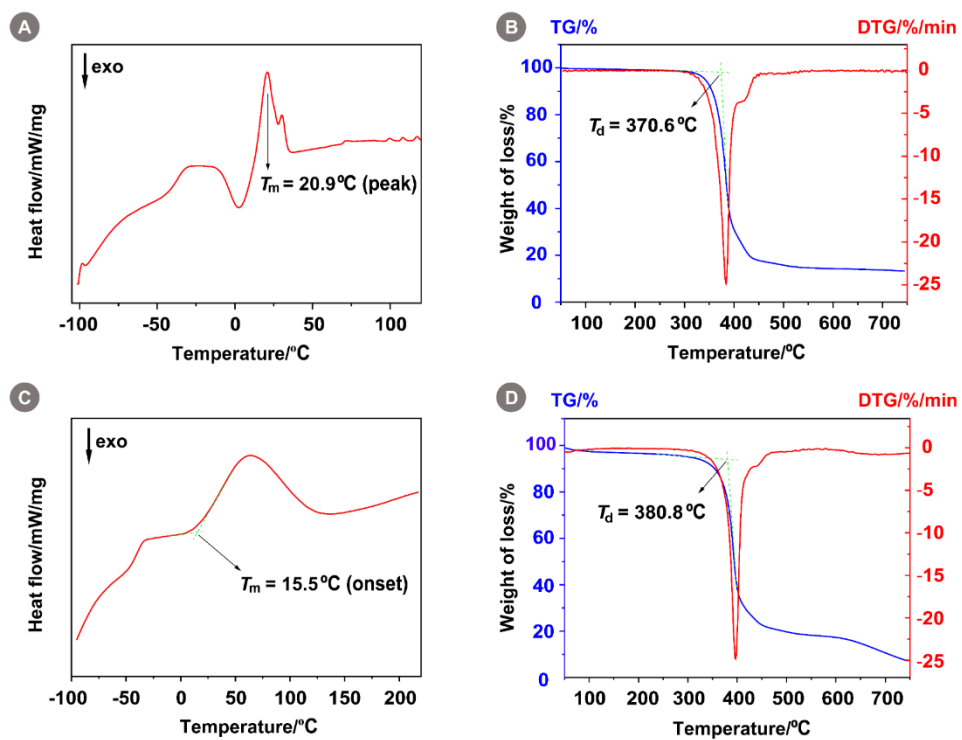 A
exo
Heat flow/mW/mg
Tm = 20.9ºC (peak)
-100 -50 0 50 100
Temperature/ºC
B
TG/% DTG/%/min
Weight of loss/%
100
80
60
40
20
0
Td = 370.6ºC
0
-5
-10
-15
-20
-25
100 200 300 400 500 600 700
Temperature/ºC
C
exo
Heat flow/mW/mg
Tm = 15.5ºC (onset)
-100 -50 0 50 100 150 200
Temperature/ºC
D
TG/% DTG/%/min
Weight of loss/%
100
80
60
40
20
0
Td = 380.8 ºC
0
-5
-10
-15
-20
-25
100 200 300 400 500 600 700
Temperature/ºC